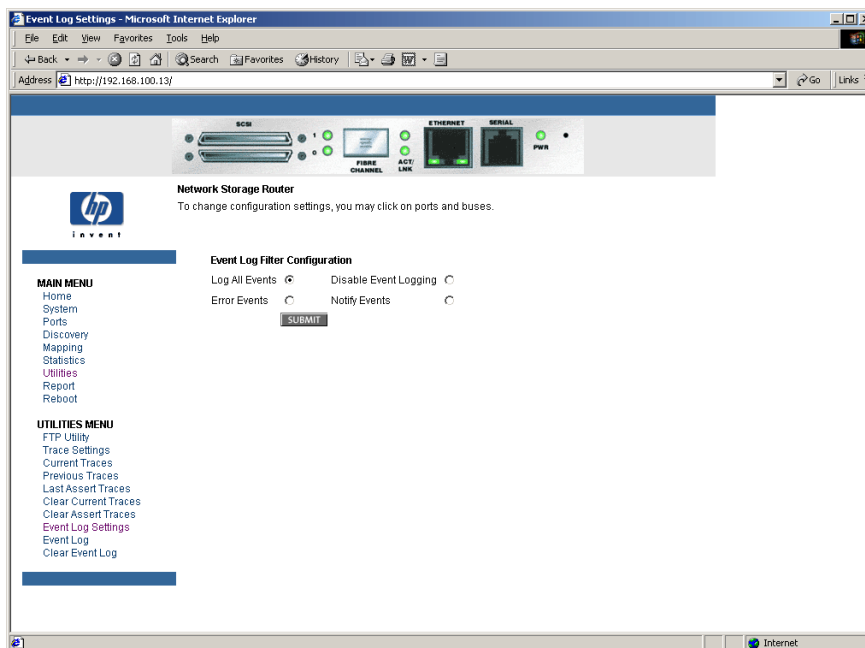 Event Log Settings - Microsoft Internet Explorer
File Edit View Favorites Tools Help
Back Search Favorites History
Address http://192.168.100.13/ Go Links
SCSI ETHERNET SERIAL
1
0
FIBRE CHANNEL ACT/ LNK PWR
hp
invent
Network Storage Router
To change configuration settings, you may click on ports and buses.
Event Log Filter Configuration
Log All Events Disable Event Logging
Error Events Notify Events
SUBMIT
MAIN MENU
Home
System
Ports
Discovery
Mapping
Statistics
Utilities
Report
Reboot
UTILITIES MENU
FTP Utility
Trace Settings
Current Traces
Previous Traces
Last Assert Traces
Clear Current Traces
Clear Assert Traces
Event Log Settings
Event Log
Clear Event Log
Internet